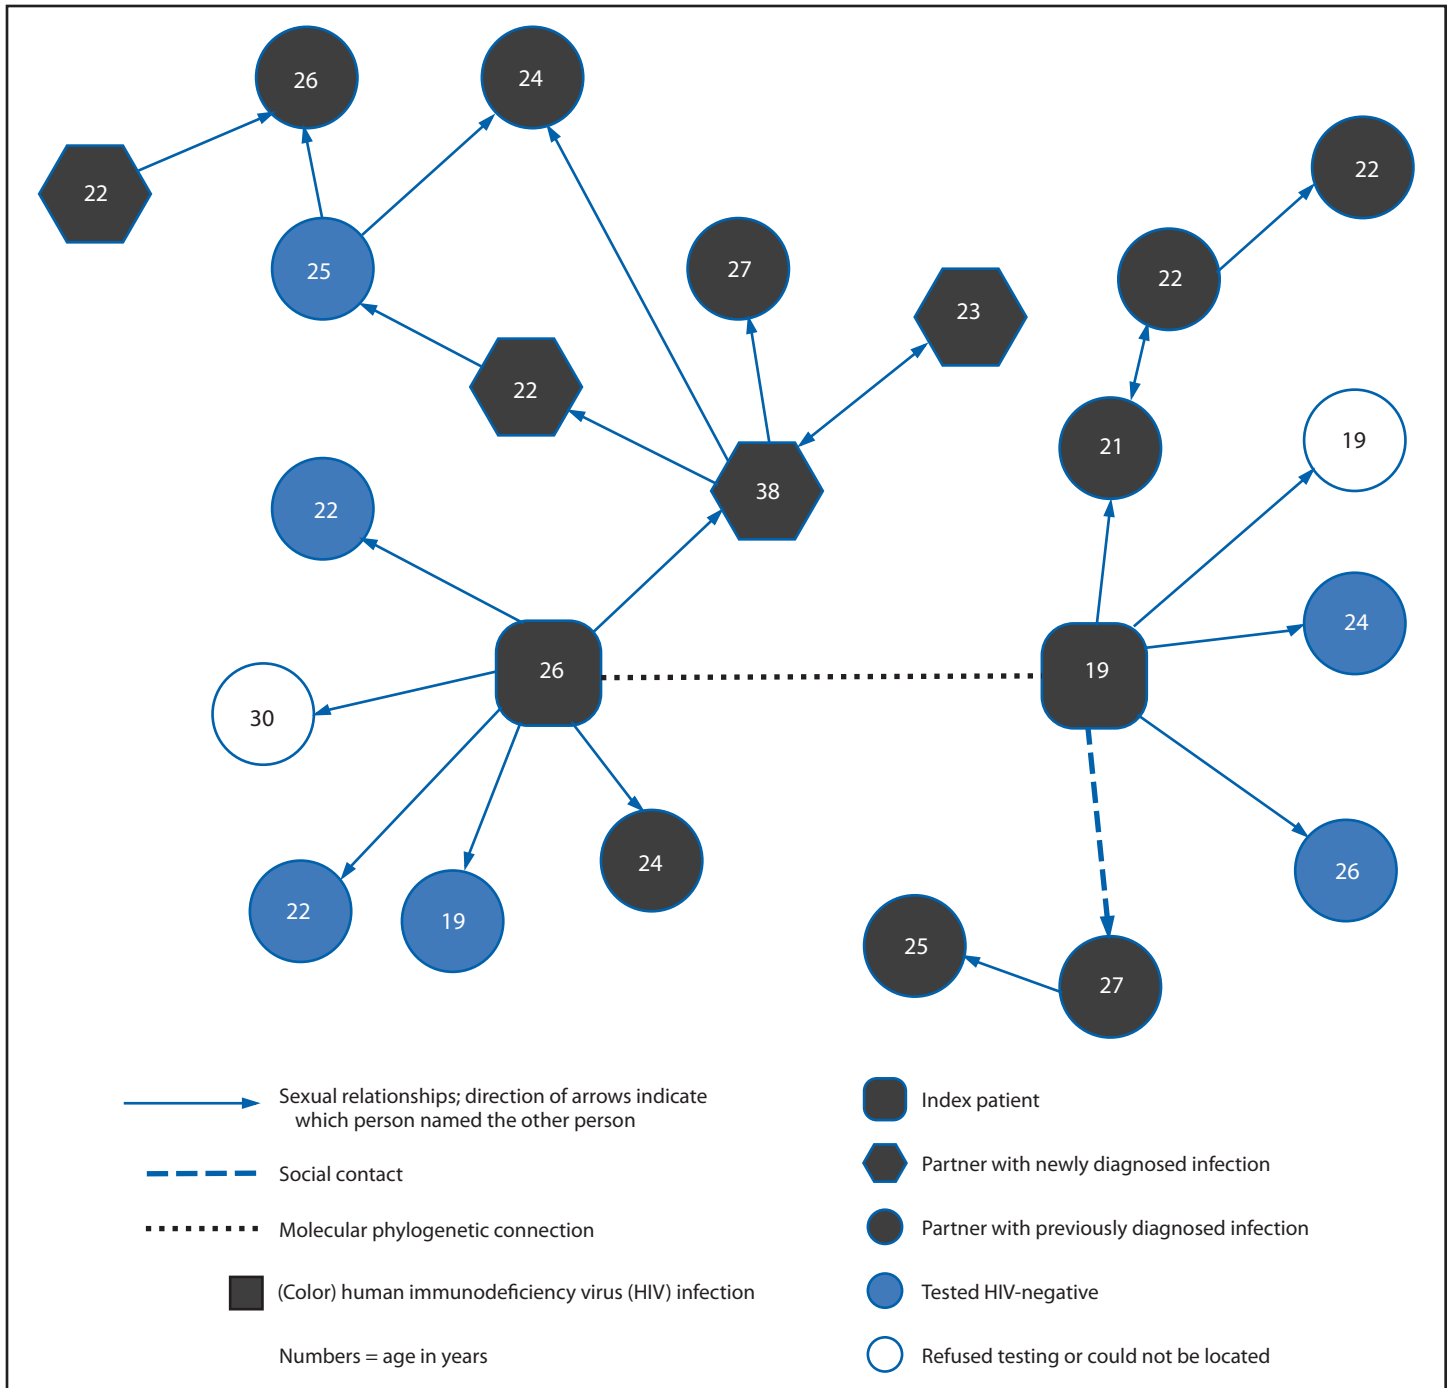 26
24
22
22
25
27
22
23
22
21
19
22
38
24
26
19
30
24
26
22
19
25
27
Sexual relationships; direction of arrows indicate
which person named the other person
Social contact
Molecular phylogenetic connection
(Color) human immunodeficiency virus (HIV) infection
Numbers = age in years
Index patient
Partner with newly diagnosed infection
Partner with previously diagnosed infection
Tested HIV-negative
Refused testing or could not be located